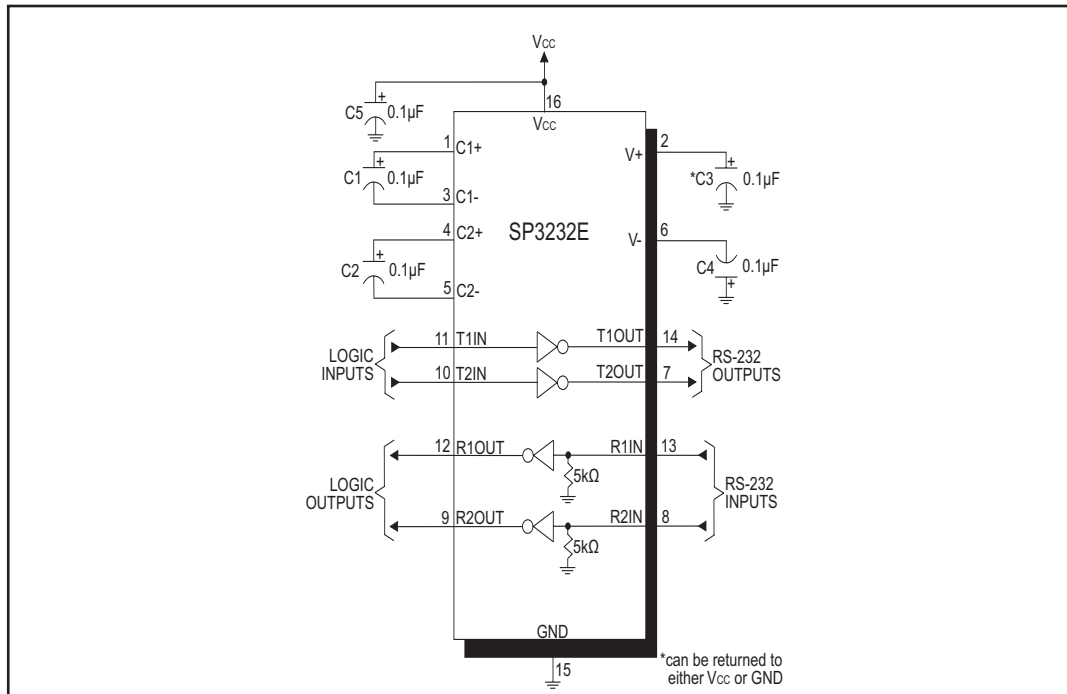 Vcc
C5 + 0.1µF
16
Vcc
1 C1+
C1 + 0.1µF
3 C1-
4 C2+
C2 + 0.1µF
5 C2-
SP3232E
V+ 2
*C3 + 0.1µF
V- 6
C4 0.1µF
+
LOGIC
INPUTS
11 T1IN T1OUT 14
10 T2IN T2OUT 7
RS-232
OUTPUTS
LOGIC
OUTPUTS
12 R1OUT R1IN 13
5kΩ
9 R2OUT R2IN 8
5kΩ
RS-232
INPUTS
GND
15
*can be returned to
either Vcc or GND